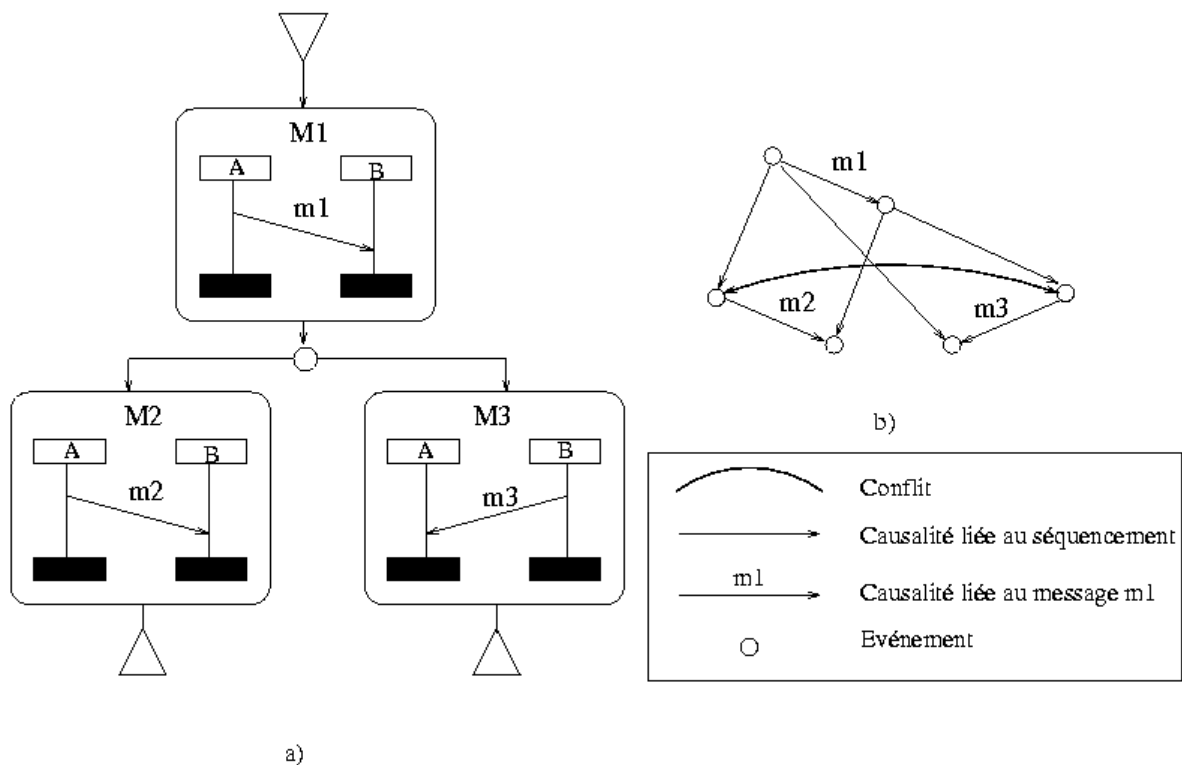 M1
A B
m1
M2
A B
m2
M3
A B
m3
a)
m1
m2 m3
b)
Conflit
Causalité liée au séquencement
m1
Causalité liée au message m1
Evénement